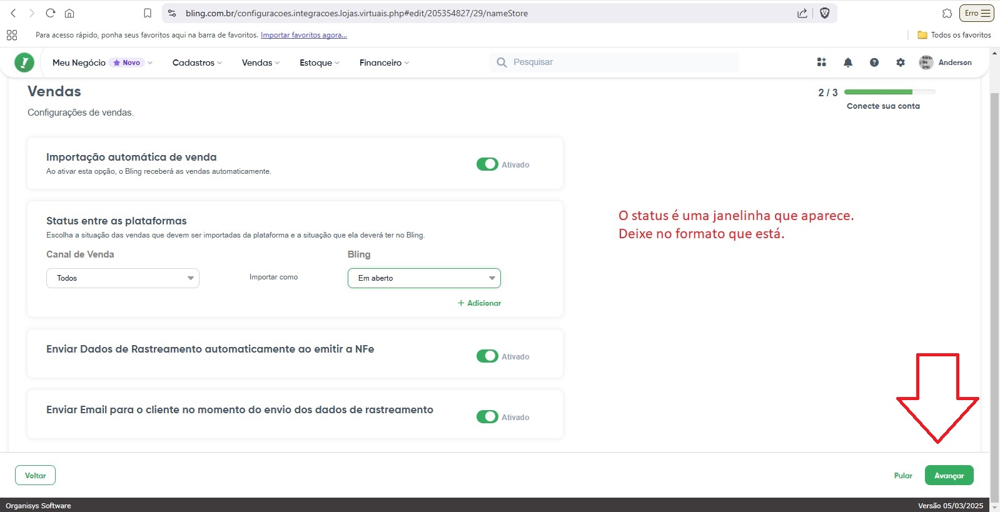 bling.com.br/configuracoes.integracoes.lojas.virtuais.php#edit/205354827/29/nameStore
Erro
Para acesso rápido, ponha seus favoritos aqui na barra de favoritos. Importar favoritos agora...
Todos os favoritos
Meu Negócio Novo Cadastros Vendas Estoque Financeiro Pesquisar Anderson
Vendas
2 / 3
Configurações de vendas.
Conecte sua conta
Importação automática de venda
Ao ativar esta opção, o Bling receberá as vendas automaticamente.
Ativado
Status entre as plataformas
Escolha a situação das vendas que devem ser importadas da plataforma e a situação que ela deverá ter no Bling.
Canal de Venda Bling
Todos Importar como Em aberto
+ Adicionar
O status é uma janelinha que aparece.
Deixe no formato que está.
Enviar Dados de Rastreamento automaticamente ao emitir a NFe
Ativado
Enviar Email para o cliente no momento do envio dos dados de rastreamento
Ativado
Voltar Pular Avançar
Organisys Software Versão 05/03/2025